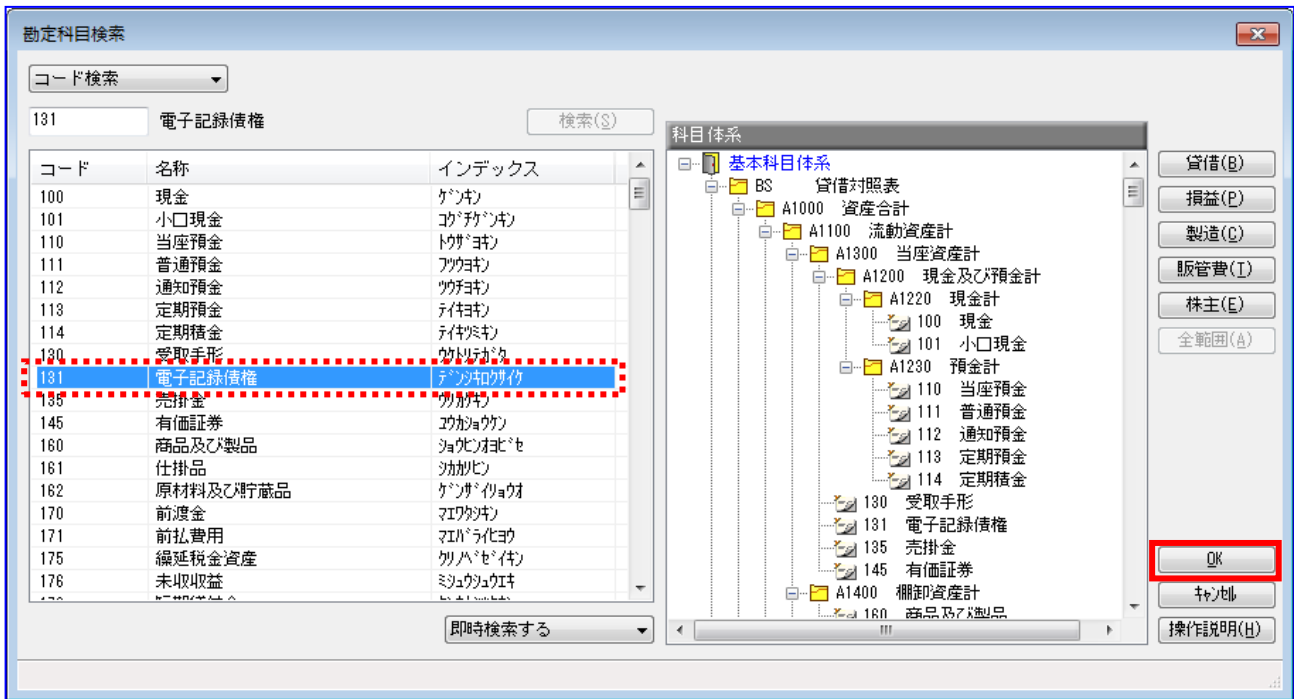 勘定科目検索
コード検索
131 電子記録債権 検索(S)
コード 名称 インデックス
100 現金 ｹﾞﾝｷﾝ
101 小口現金 ｺｸﾞﾁｹﾞﾝｷﾝ
110 当座預金 ﾄｳｻﾞﾖｷﾝ
111 普通預金 ﾌﾂｳﾖｷﾝ
112 通知預金 ﾂｳﾁﾖｷﾝ
113 定期預金 ﾃｲｷﾖｷﾝ
114 定期積金 ﾃｲｷﾂﾐｷﾝ
130 受取手形 ｳｹﾄﾘﾃｶﾞﾀ
131 電子記録債権 ﾃﾞﾝｼｷﾛｸｻｲｹ
135 売掛金 ｳﾘｶｹｷﾝ
145 有価証券 ﾕｳｶｼｮｳｹﾝ
160 商品及び製品 ｼｮｳﾋﾝｵﾖﾋﾞｾ
161 仕掛品 ｼｶｶﾘﾋﾝ
162 原材料及び貯蔵品 ｹﾞﾝｻﾞｲﾘｮｳｵ
170 前渡金 ﾏｴﾜﾀｼｷﾝ
171 前払費用 ﾏｴﾊﾞﾗｲﾋﾖｳ
175 繰延税金資産 ｸﾘﾉﾍﾞｾﾞｲｷﾝ
176 未収収益 ﾐｼｭｳｼｭｳｴｷ
即時検索する
科目体系
基本科目体系
BS 貸借対照表
A1000 資産合計
A1100 流動資産計
A1300 当座資産計
A1200 現金及び預金計
A1220 現金計
100 現金
101 小口現金
A1230 預金計
110 当座預金
111 普通預金
112 通知預金
113 定期預金
114 定期積金
130 受取手形
131 電子記録債権
135 売掛金
145 有価証券
A1400 棚卸資産計
160 商品及び製品
貸借(B)
損益(P)
製造(C)
販管費(I)
株主(E)
全範囲(A)
OK
ｷｬﾝｾﾙ
操作説明(H)